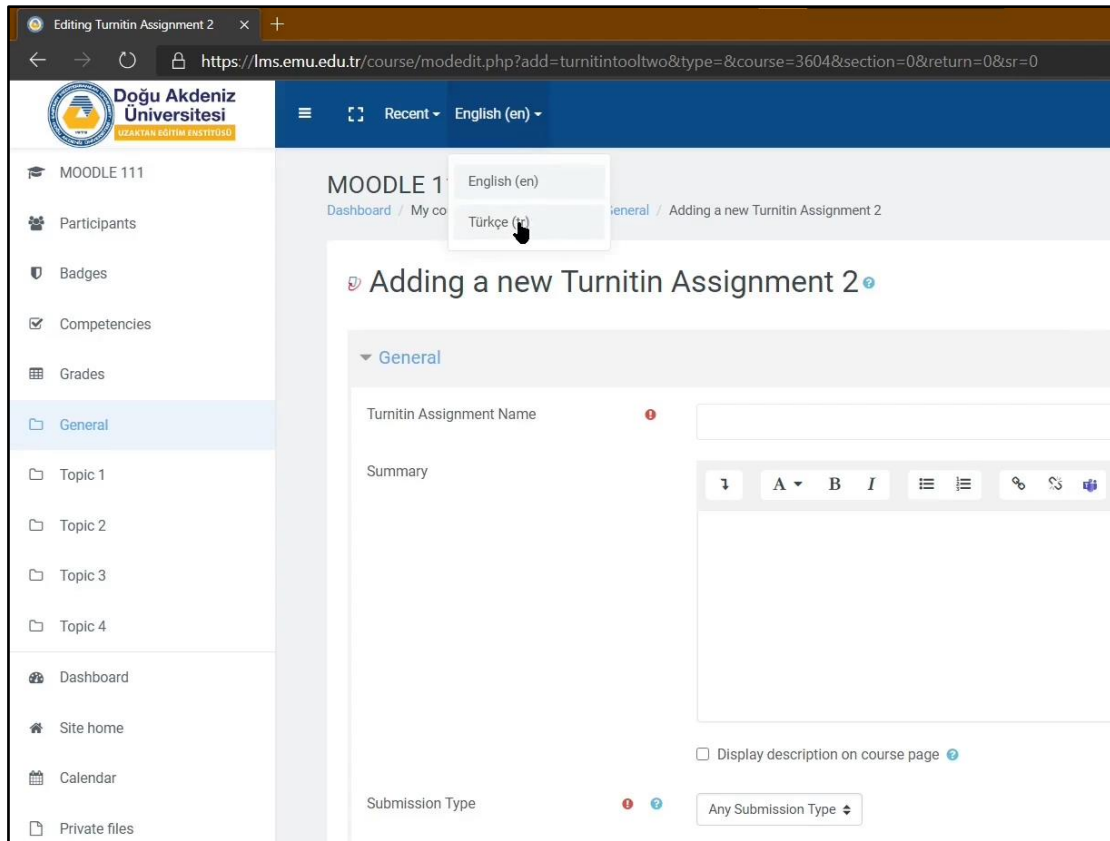 Editing Turnitin Assignment 2
https://lms.emu.edu.tr/course/modedit.php?add=turnitintooltwo&type=&course=3604&section=0&return=0&sr=0
Doğu Akdeniz
Üniversitesi
UZAKTAN EĞİTİM ENSTİTÜSÜ
Recent
English (en)
English (en)
Türkçe (tr)
MOODLE 111
Participants
Badges
Competencies
Grades
General
Topic 1
Topic 2
Topic 3
Topic 4
Dashboard
Site home
Calendar
Private files
MOODLE 1
Dashboard / My co
General / Adding a new Turnitin Assignment 2
Adding a new Turnitin Assignment 2
General
Turnitin Assignment Name
Summary
A B I
Display description on course page
Submission Type
Any Submission Type